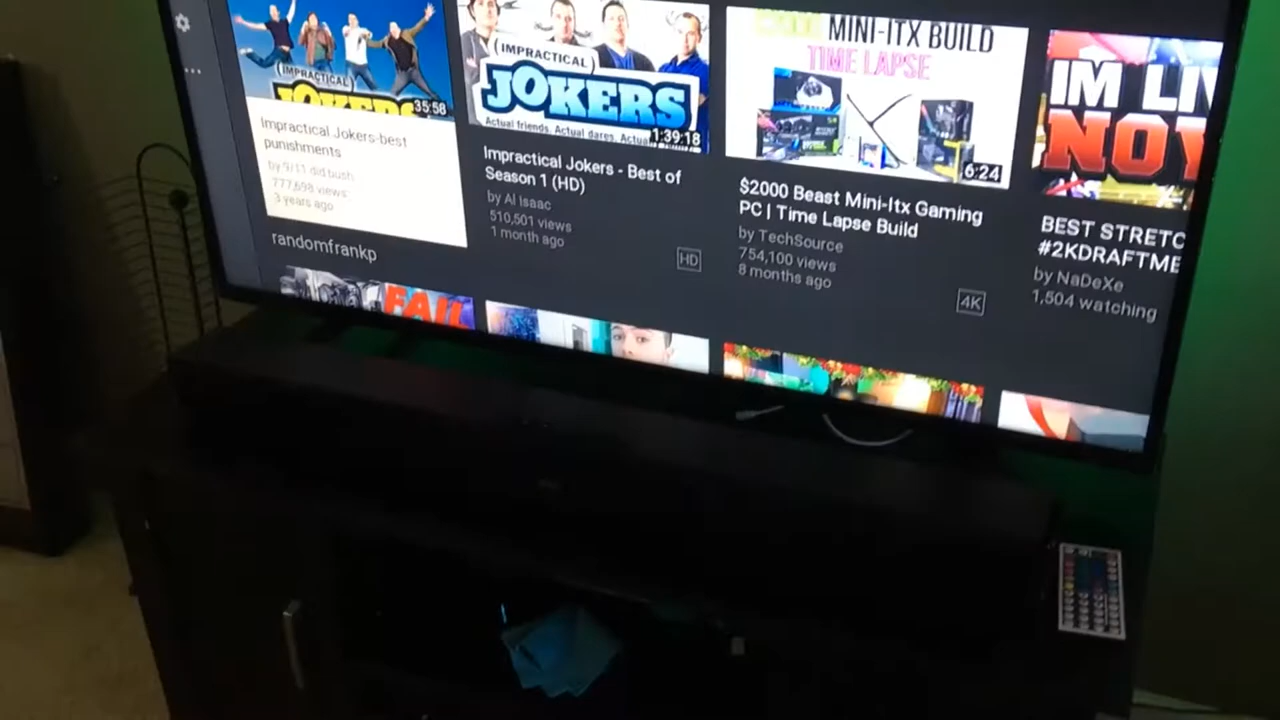 IMPRACTICAL
JOKERS
35:58
Impractical Jokers-best
punishments
by 9/11 did bush
777,698 views
3 years ago
IMPRACTICAL
JOKERS
Actual friends. Actual dares. Actual
1:39:18
Impractical Jokers - Best of
Season 1 (HD)
by Al Isaac
510,501 views
1 month ago
HD
MINI-ITX BUILD
TIME LAPSE
6:24
$2000 Beast Mini-Itx Gaming
PC | Time Lapse Build
by TechSource
754,100 views
8 months ago
4K
IM LIV
NOW
BEST STRETC
#2KDRAFTME
by NaDeXe
1,504 watching
randomfrankp
FAIL